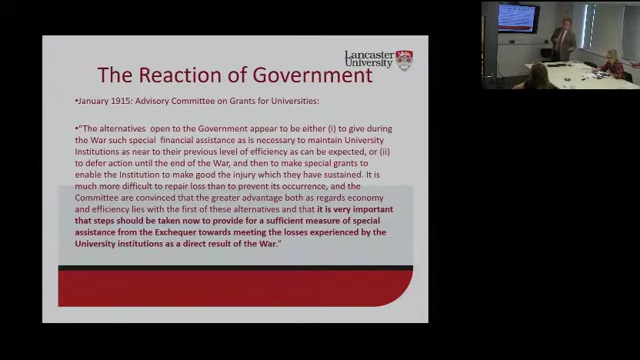 Lancaster
University
The Reaction of Government
•January 1915: Advisory Committee on Grants for Universities:
"The alternatives open to the Government appear to be either (i) to give during
the War such special financial assistance as is necessary to maintain University
Institutions as near to their previous level of efficiency as can be expected, or (ii)
to defer action until the end of the War, and then to make special grants to
enable the Institution to make good the injury which they have sustained. It is
much more difficult to repair loss than to prevent its occurrence, and the
Committee are convinced that the greater advantage both as regards economy
and efficiency lies with the first of these alternatives and that it is very important
that steps should be taken now to provide for a sufficient measure of special
assistance from the Exchequer towards meeting the losses experienced by the
University institutions as a direct result of the War."